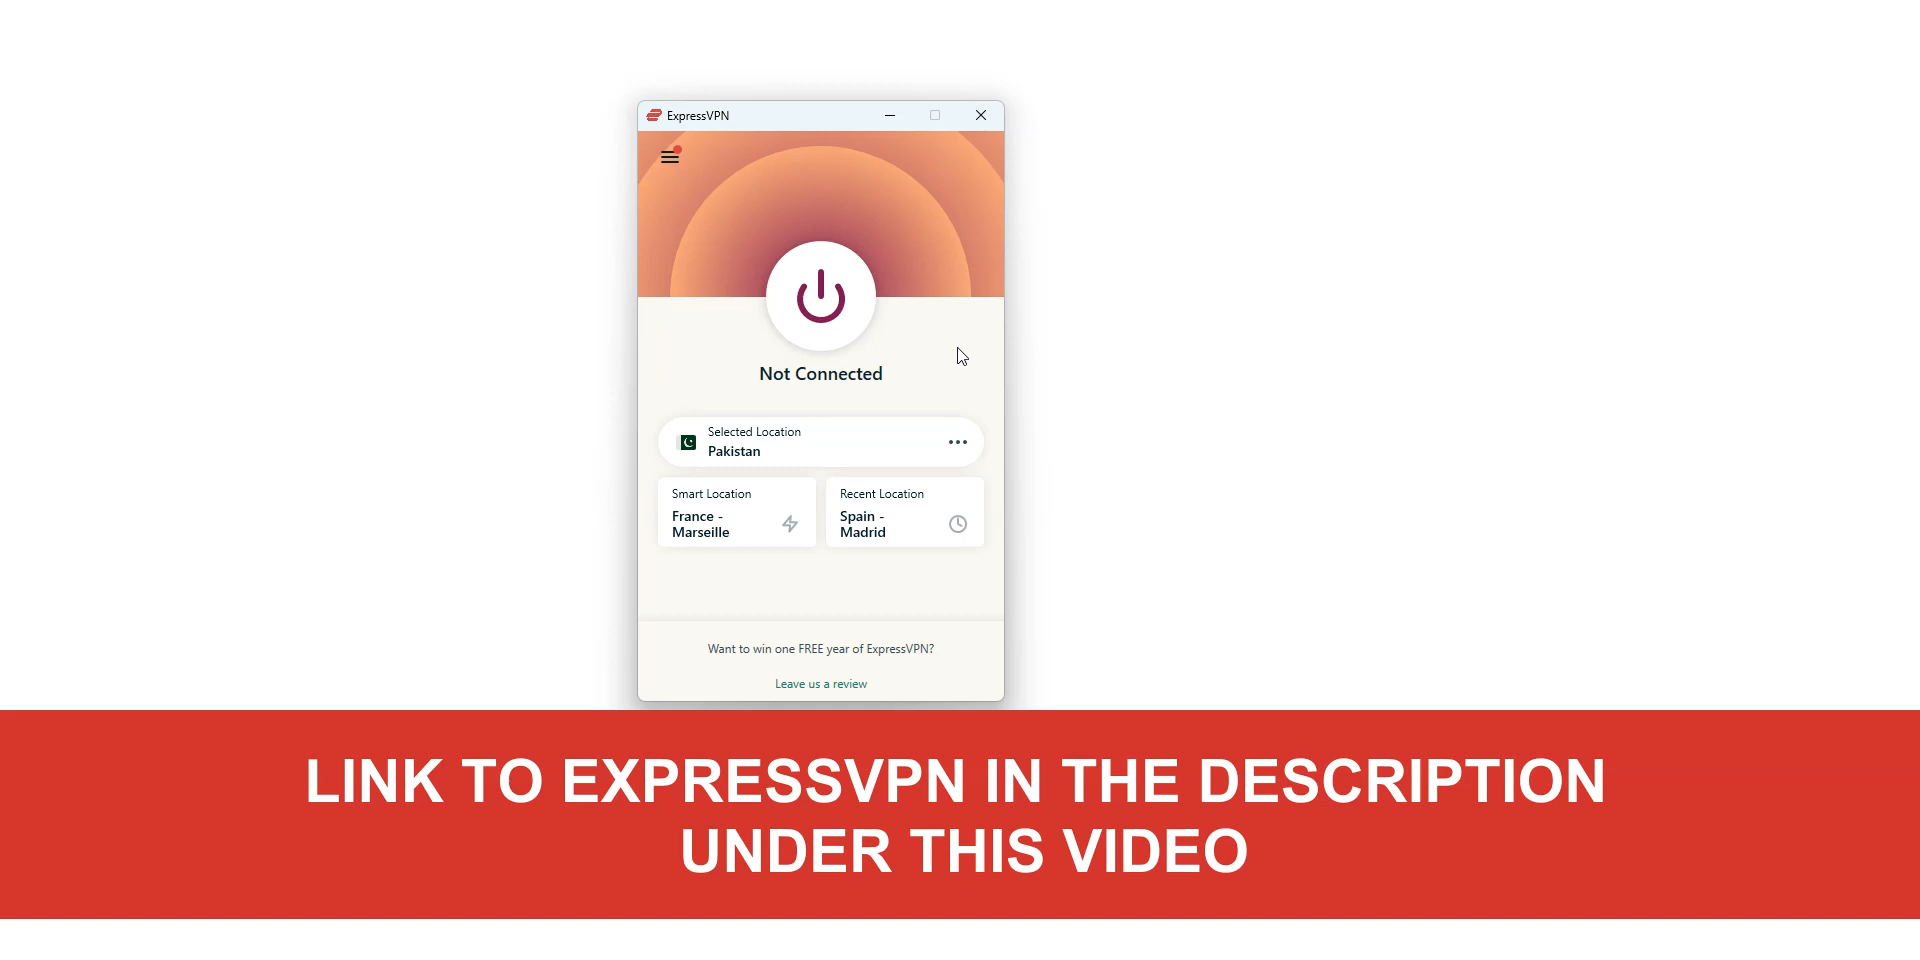 ExpressVPN
Not Connected
Selected Location
Pakistan
Smart Location
France -
Marseille
Recent Location
Spain -
Madrid
Want to win one FREE year of ExpressVPN?
Leave us a review
LINK TO EXPRESSVPN IN THE DESCRIPTION
UNDER THIS VIDEO